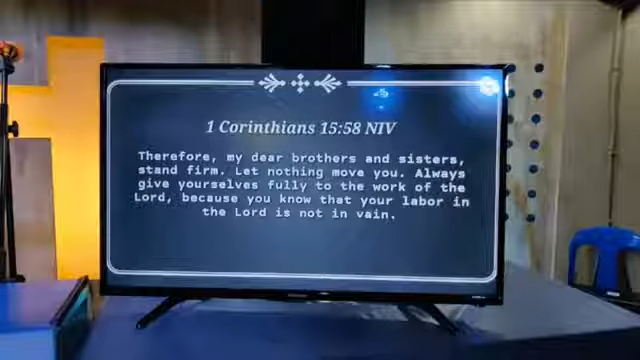 1 Corinthians 15:58 NIV
Therefore, my dear brothers and sisters,
stand firm. Let nothing move you. Always
give yourselves fully to the work of the
Lord, because you know that your labor in
the Lord is not in vain.